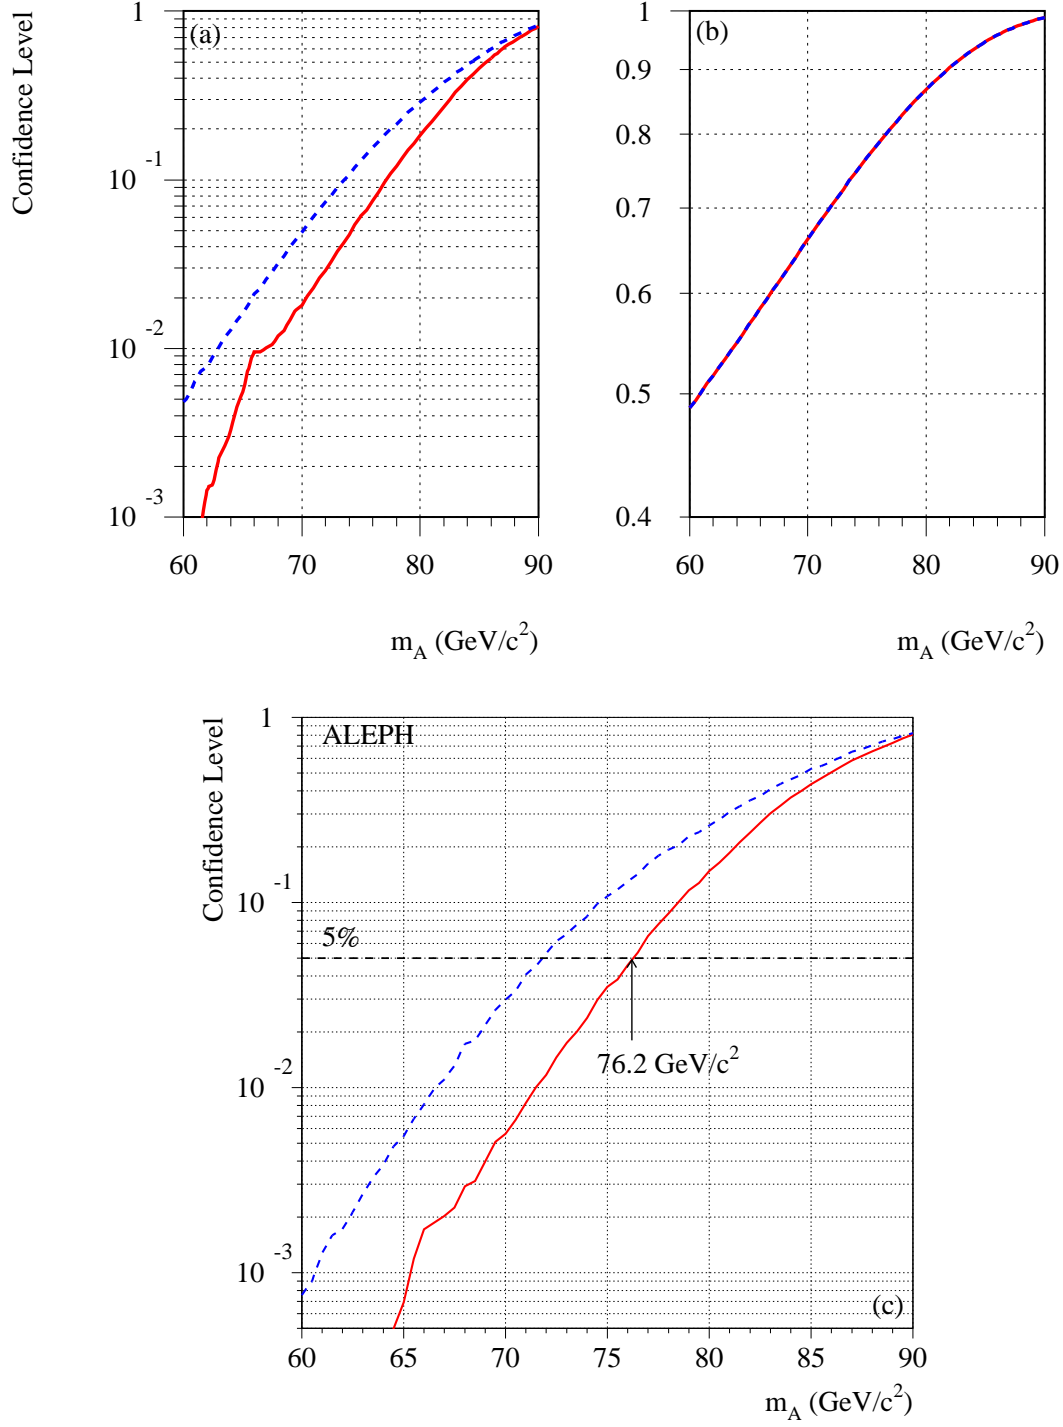 Confidence Level
(a)
1
10^-1
10^-2
10^-3
60 70 80 90
m_A (GeV/c^2)
(b)
1
0.9
0.8
0.7
0.6
0.5
0.4
60 70 80 90
m_A (GeV/c^2)
Confidence Level
ALEPH
1
10^-1
5%
76.2 GeV/c^2
10^-2
10^-3
(c)
60 65 70 75 80 85 90
m_A (GeV/c^2)